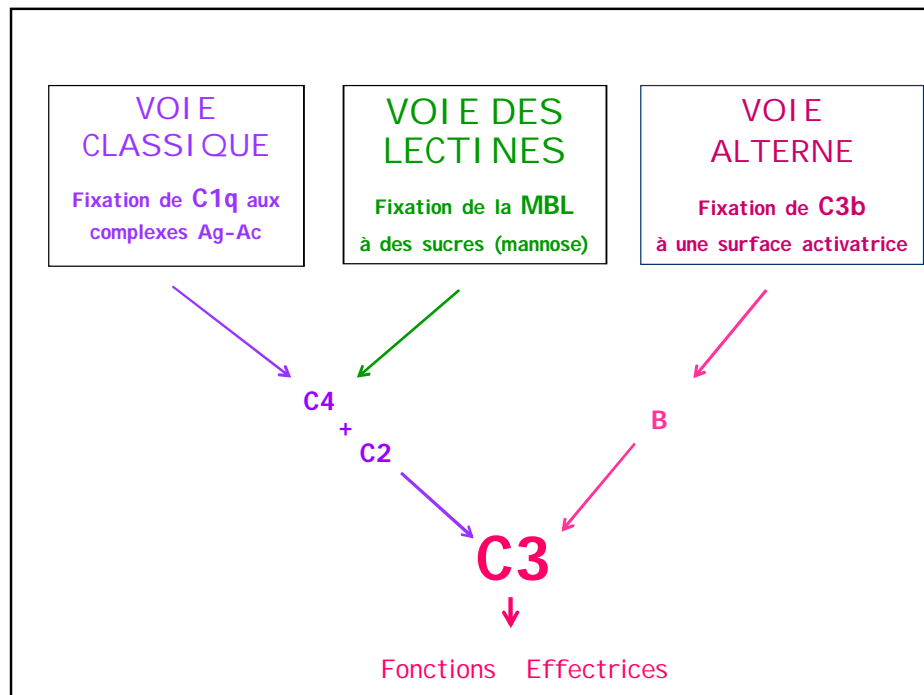 VOIE
CLASSIQUE
Fixation de C1q aux
complexes Ag-Ac
VOIE DES
LECTINES
Fixation de la MBL
à des sucres (mannose)
VOIE
ALTERNE
Fixation de C3b
à une surface activatrice
C4
+
C2
B
C3
Fonctions Effectrices